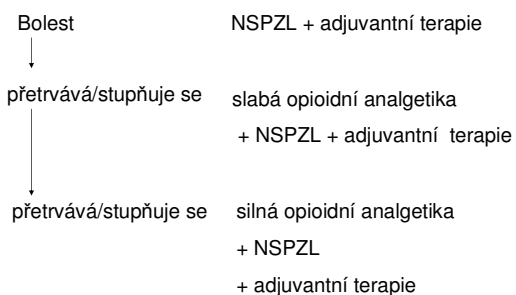 Bolest NSPZL + adjuvantní terapie
přetrvává/stupňuje se slabá opioidní analgetika
+ NSPZL + adjuvantní terapie
přetrvává/stupňuje se silná opioidní analgetika
+ NSPZL
+ adjuvantní terapie